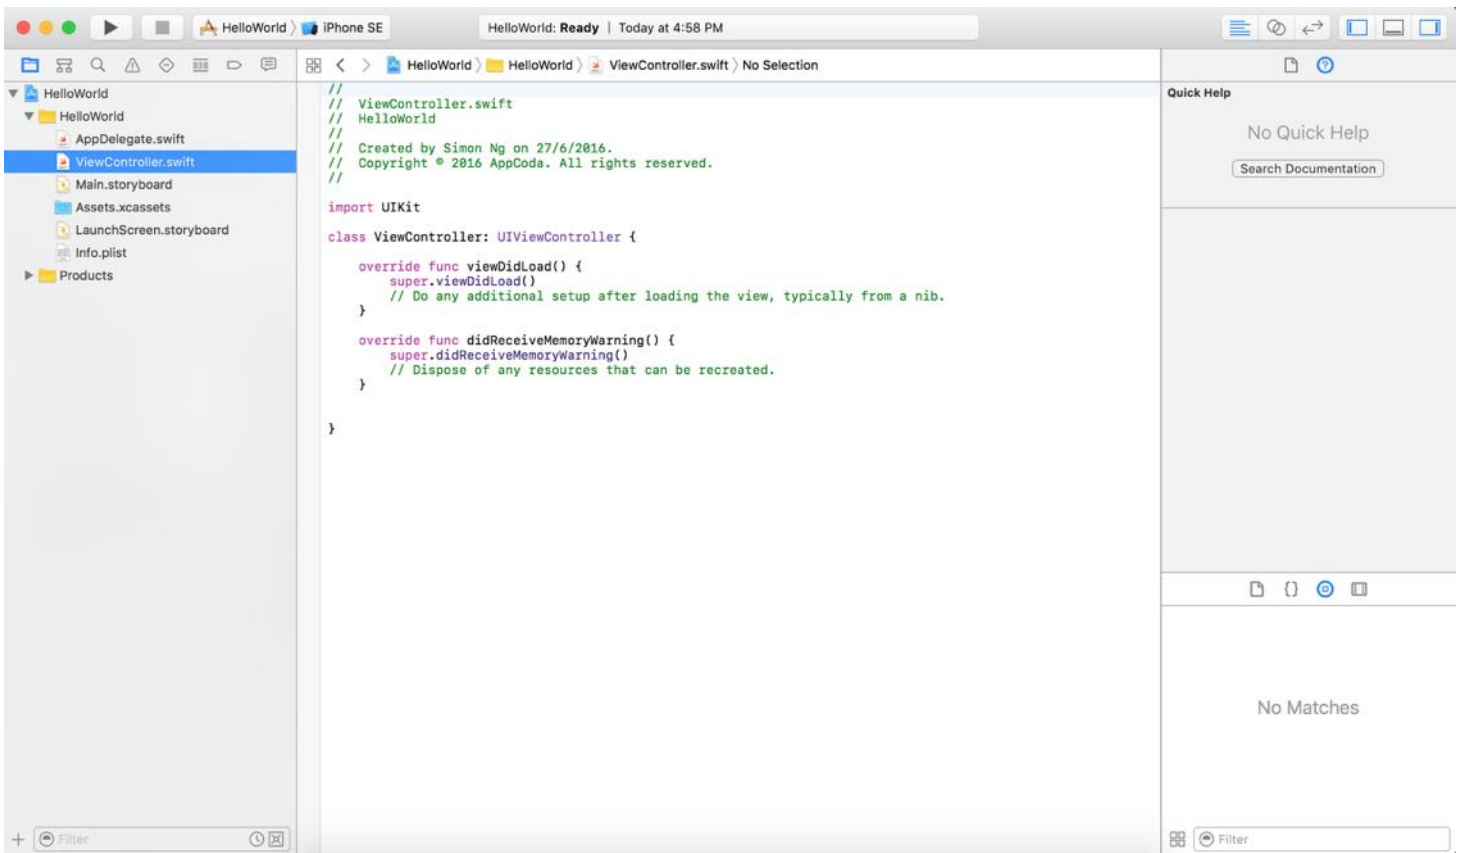 HelloWorld iPhone SE HelloWorld: Ready | Today at 4:58 PM
HelloWorld HelloWorld ViewController.swift No Selection
HelloWorld
HelloWorld
AppDelegate.swift
ViewController.swift
Main.storyboard
Assets.xcassets
LaunchScreen.storyboard
Info.plist
Products
Filter
//
//  ViewController.swift
//  HelloWorld
//
//  Created by Simon Ng on 27/6/2016.
//  Copyright © 2016 AppCoda. All rights reserved.
//
import UIKit
class ViewController: UIViewController {
    override func viewDidLoad() {
        super.viewDidLoad()
        // Do any additional setup after loading the view, typically from a nib.
    }
    override func didReceiveMemoryWarning() {
        super.didReceiveMemoryWarning()
        // Dispose of any resources that can be recreated.
    }
}
Quick Help
No Quick Help
Search Documentation
{}
No Matches
Filter